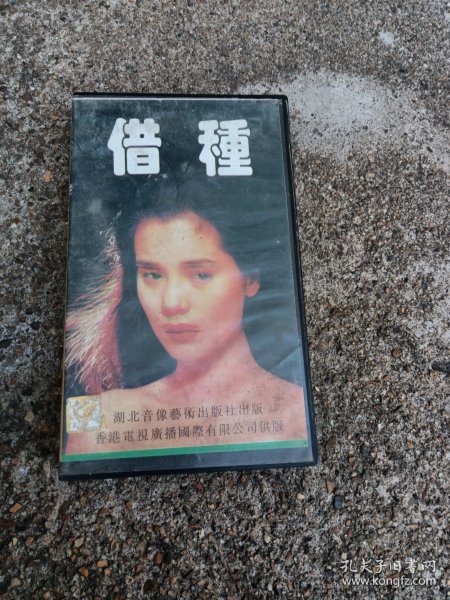 借種
湖北音像藝術出版社出版
香港電視廣播國際有限公司供版
孔夫子旧书网
www.kongfz.com